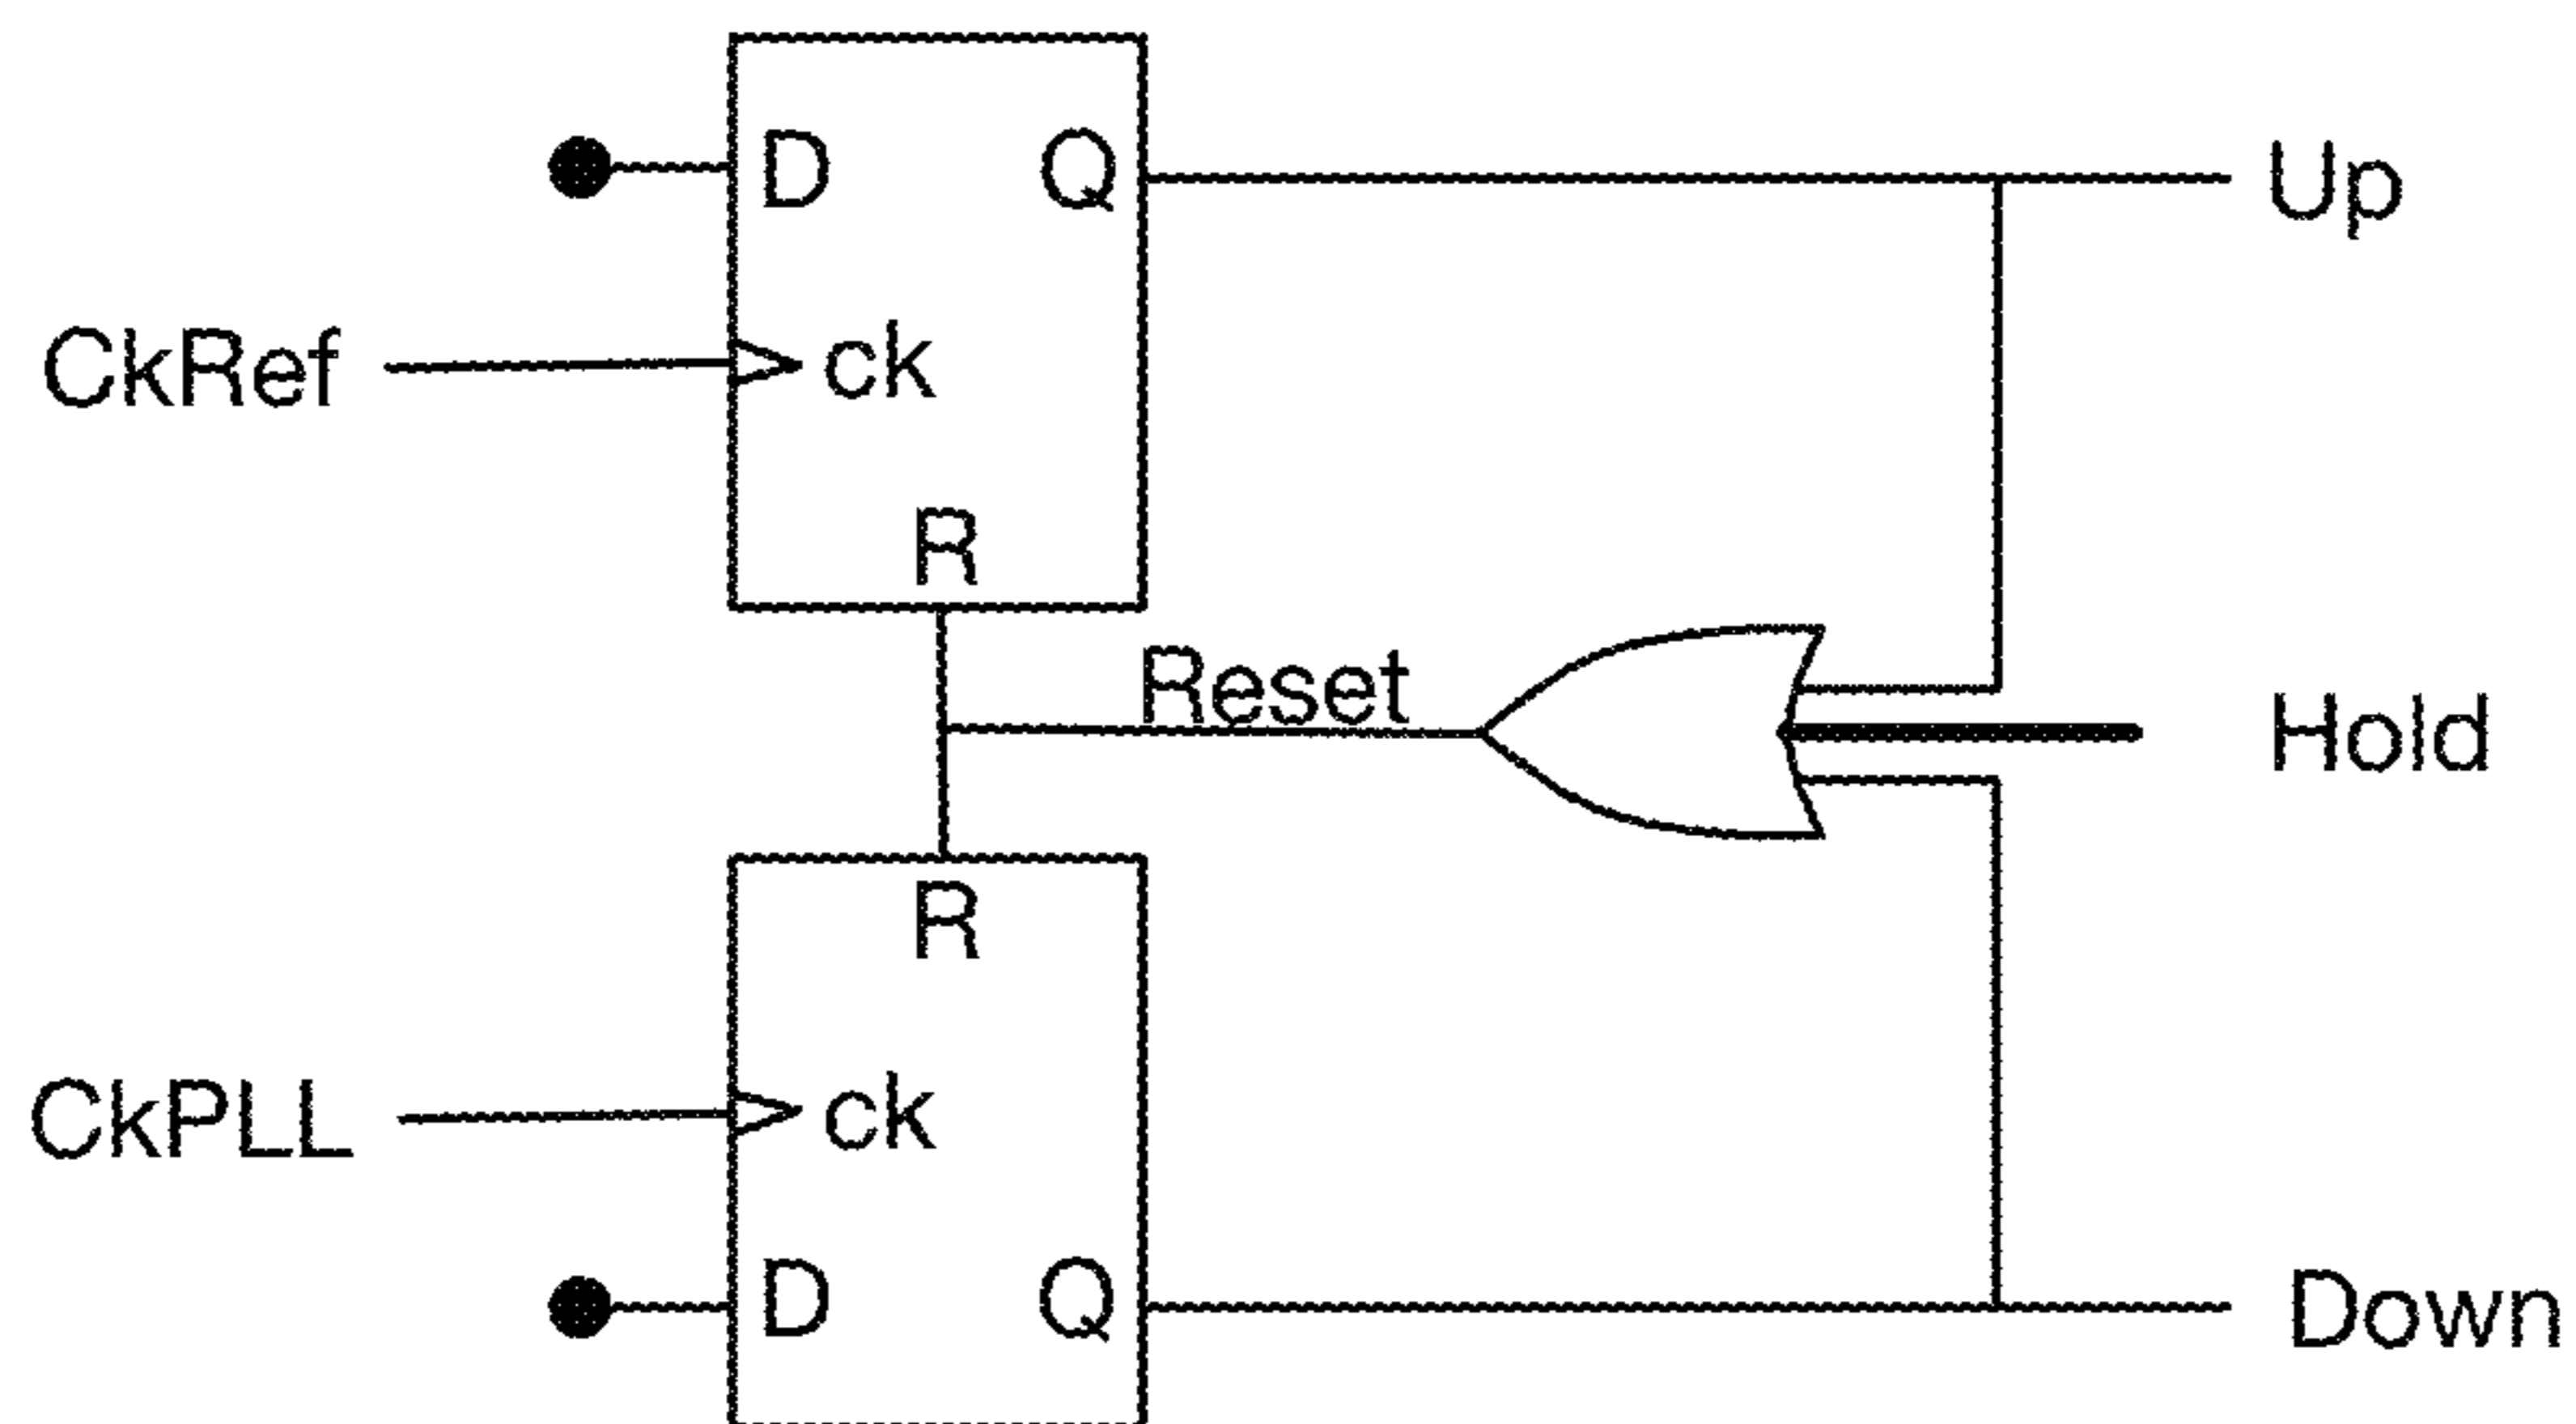 D Q Up
CkRef ck
R
Reset
Hold
R
CkPLL ck
D Q Down